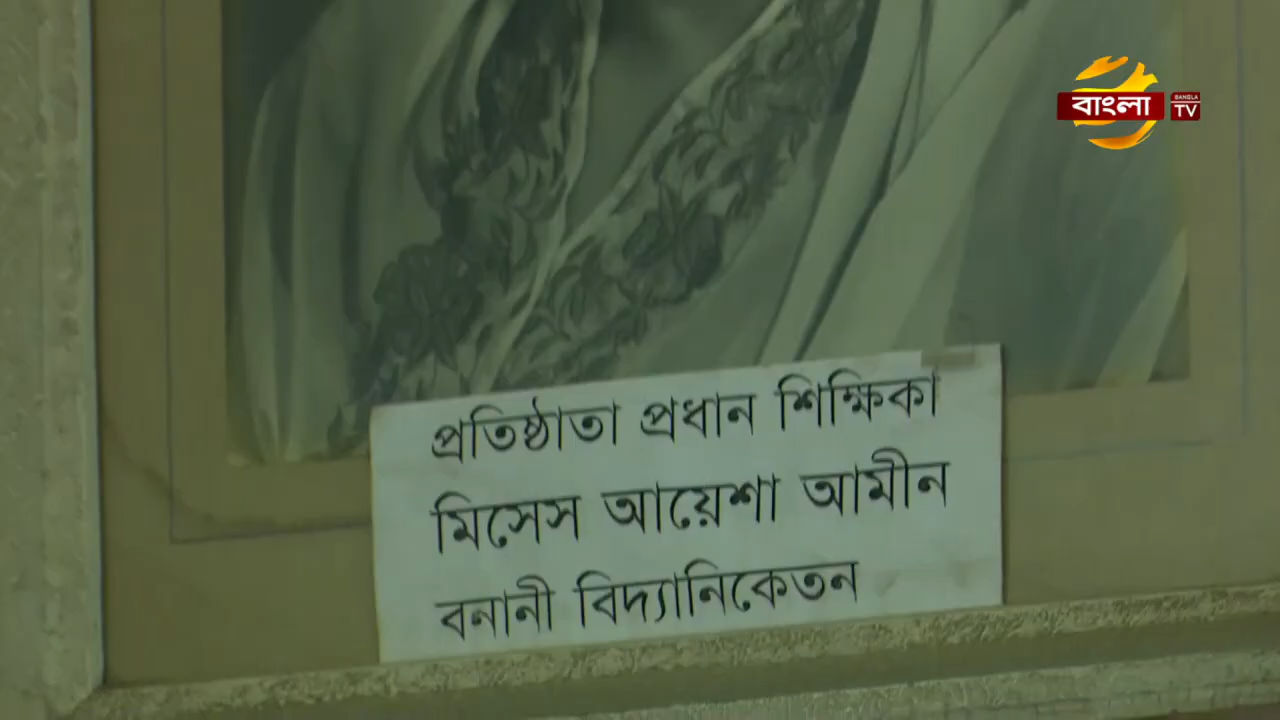 বাংলা
BANGLA
TV
প্রতিষ্ঠাতা প্রধান শিক্ষিকা
মিসেস আয়েশা আমীন
বনানী বিদ্যানিকেতন